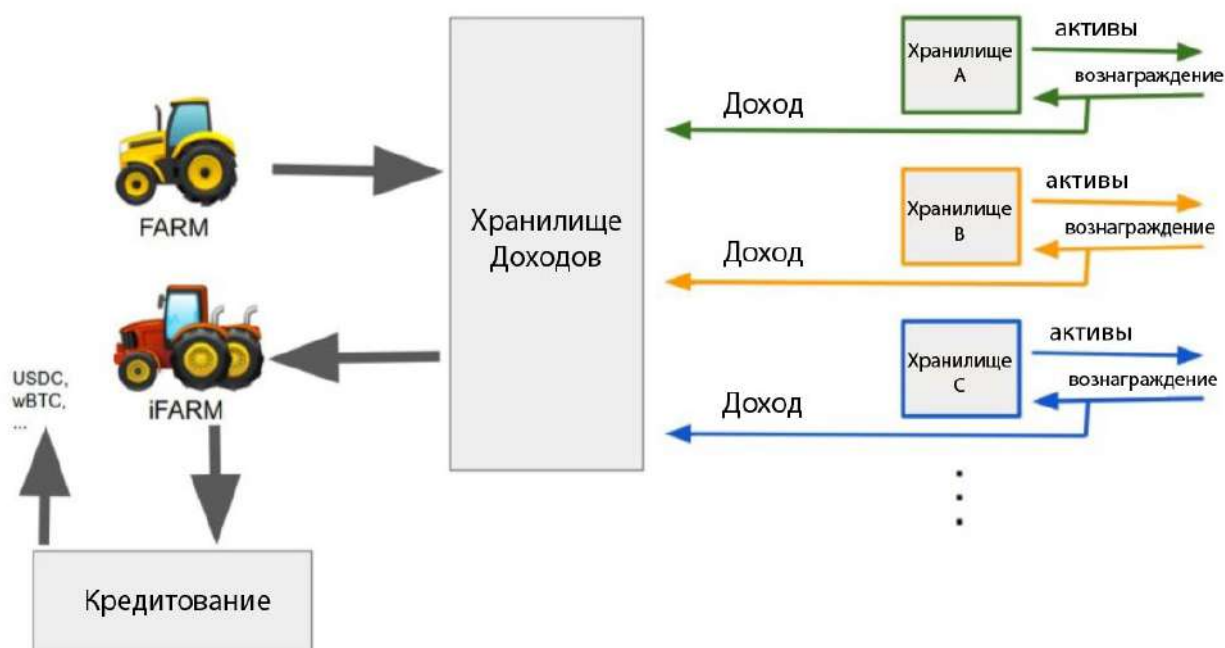 FARM
iFARM
USDC,
wBTC,
...
Кредитование
Хранилище
Доходов
Хранилище
A
активы
вознаграждение
Доход
Хранилище
B
активы
вознаграждение
Доход
Хранилище
C
активы
вознаграждение
Доход